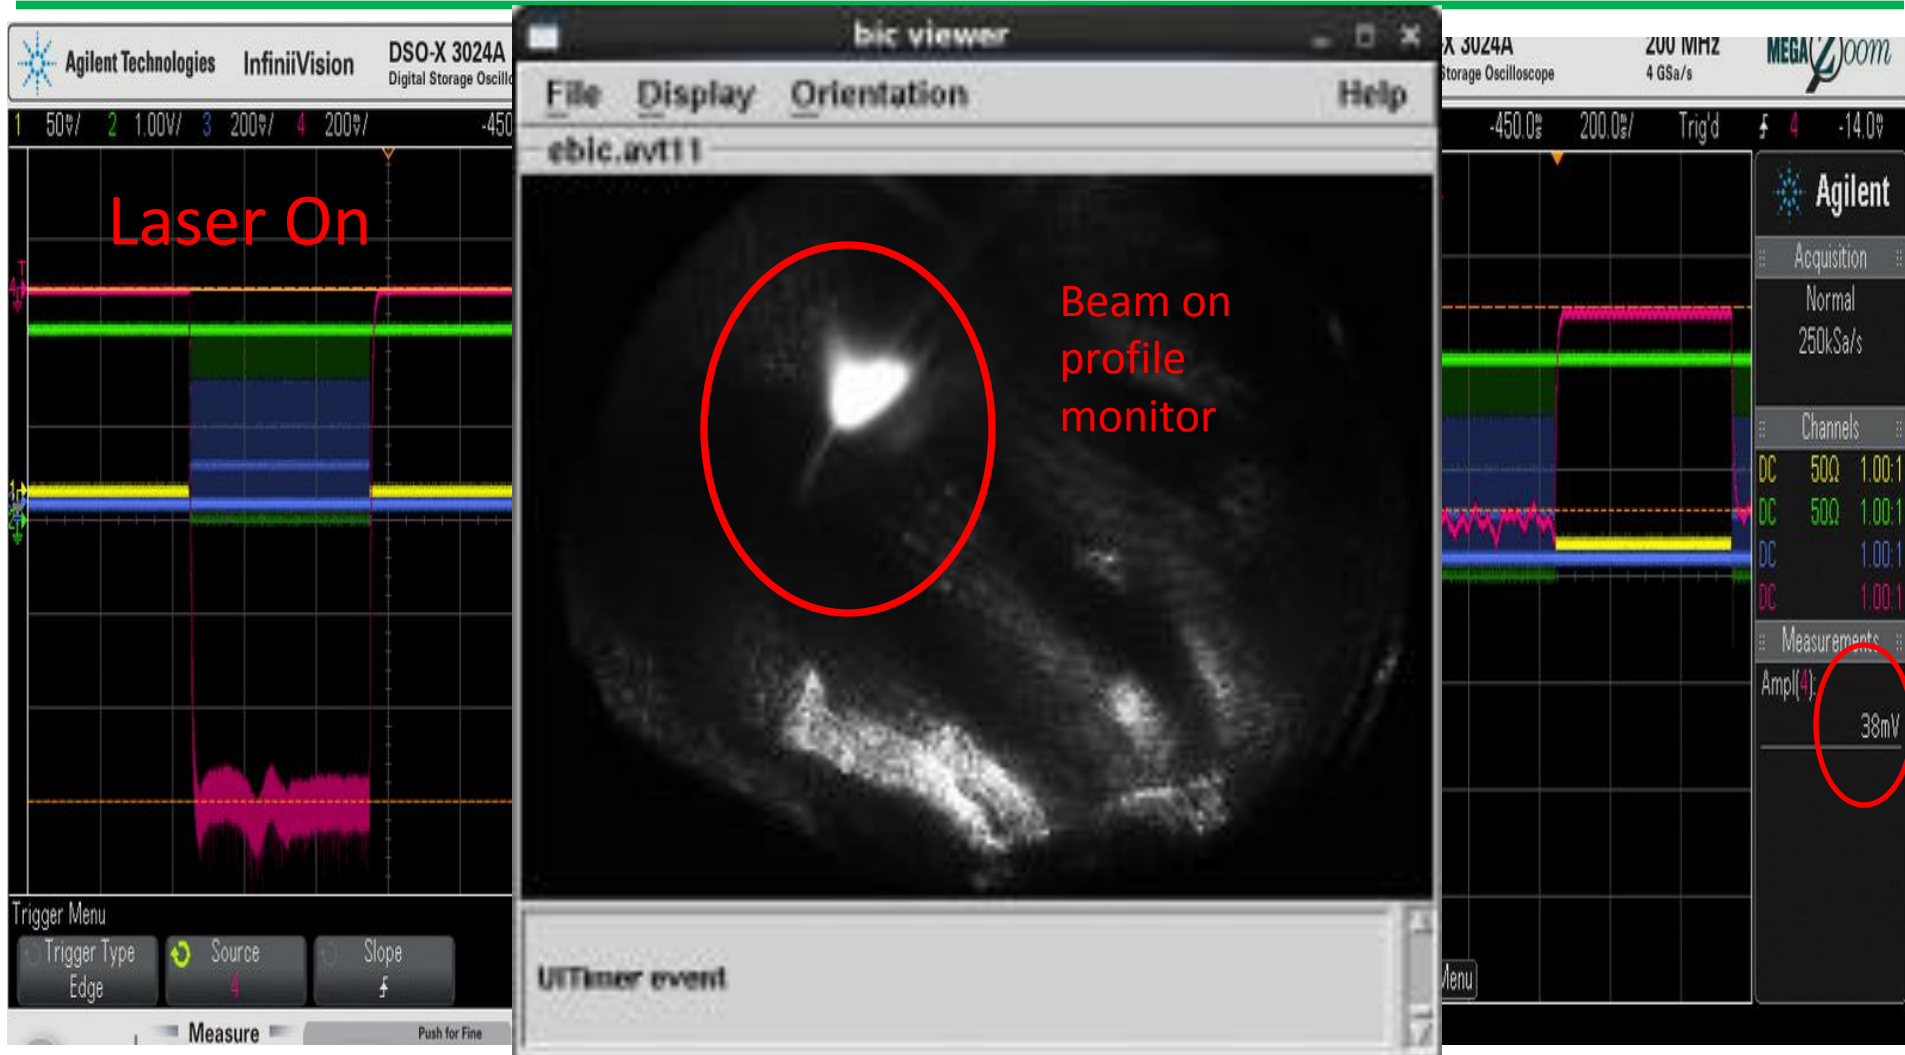 Agilent Technologies InfiniiVision DSO-X 3024A
Digital Storage Oscillo
1 50▽/ 2 1.00V/ 3 200▽/ 4 200▽/ -450
Laser On
Trigger Menu
Trigger Type Source Slope
Edge 4
Measure Push for Fine
bic viewer
File Display Orientation Help
ebic.avt11
Beam on
profile
monitor
UITimer event
X 3024A 200 MHz MEGA Zoom
Storage Oscilloscope 4 GSa/s
-450.0 200.0 / Trig'd 4 -14.0
Agilent
Acquisition
Normal
250kSa/s
Channels
DC 50Ω 1.00:1
DC 50Ω 1.00:1
DC 1.00:1
DC 1.00:1
Measurements
Ampl(4):
38mV
Menu